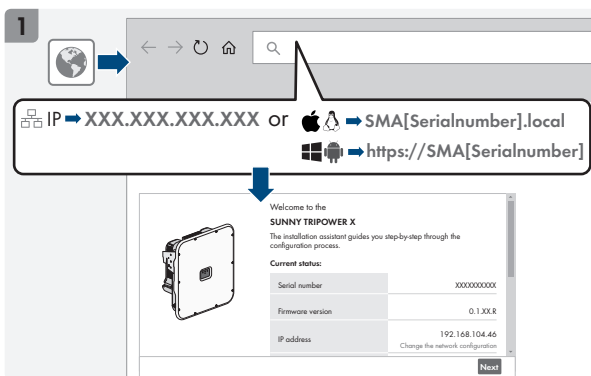 1
IP XXX.XXX.XXX.XXX or SMA[Serialnumber].local
https://SMA[Serialnumber]
Welcome to the
SUNNY TRIPOWER X
The installation assistant guides you step-by-step through the
configuration process.
Current status:
Serial number XXXXXXXXXX
Firmware version 0.1.XX.R
IP address 192.168.104.46
Change the network configuration
Next